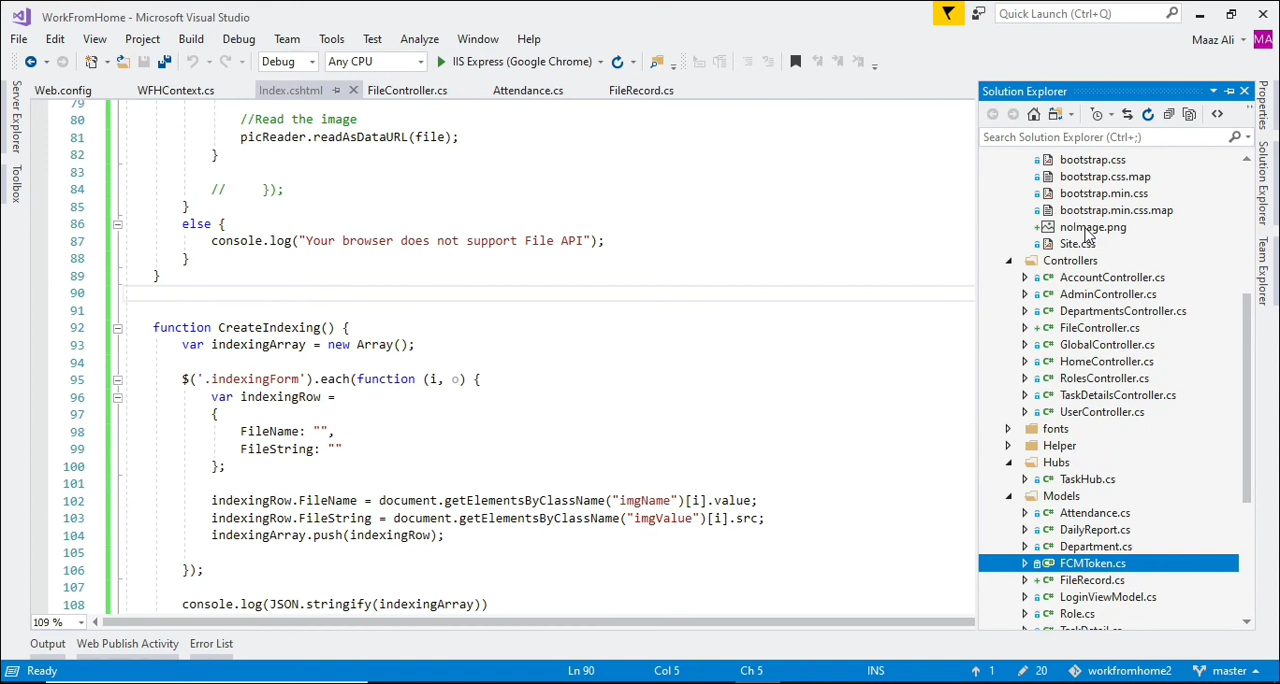 WorkFromHome - Microsoft Visual Studio
Quick Launch (Ctrl+Q)
File Edit View Project Build Debug Team Tools Test Analyze Window Help
Maaz Ali MA
Debug Any CPU IIS Express (Google Chrome)
Web.config WFHContext.cs Index.cshtml FileController.cs Attendance.cs FileRecord.cs
Server Explorer
Toolbox
79
80 //Read the image
81 picReader.readAsDataURL(file);
82 }
83
84 // });
85 }
86 else {
87 console.log("Your browser does not support File API");
88 }
89 }
90
91
92 function CreateIndexing() {
93 var indexingArray = new Array();
94
95 $('.indexingForm').each(function (i, o) {
96 var indexingRow =
97 {
98 FileName: "",
99 FileString: ""
100 };
101
102 indexingRow.FileName = document.getElementsByClassName("imgName")[i].value;
103 indexingRow.FileString = document.getElementsByClassName("imgValue")[i].src;
104 indexingArray.push(indexingRow);
105
106 });
107
108 console.log(JSON.stringify(indexingArray))
109 %
Solution Explorer
Search Solution Explorer (Ctrl+;)
bootstrap.css
bootstrap.css.map
bootstrap.min.css
bootstrap.min.css.map
noImage.png
Site.css
Controllers
AccountController.cs
AdminController.cs
DepartmentsController.cs
FileController.cs
GlobalController.cs
HomeController.cs
RolesController.cs
TaskDetailsController.cs
UserController.cs
fonts
Helper
Hubs
TaskHub.cs
Models
Attendance.cs
DailyReport.cs
Department.cs
FCMToken.cs
FileRecord.cs
LoginViewModel.cs
Role.cs
TaskDetail.cs
Properties
Solution Explorer
Team Explorer
Output Web Publish Activity Error List
Ready Ln 90 Col 5 Ch 5 INS 1 20 workfromhome2 master